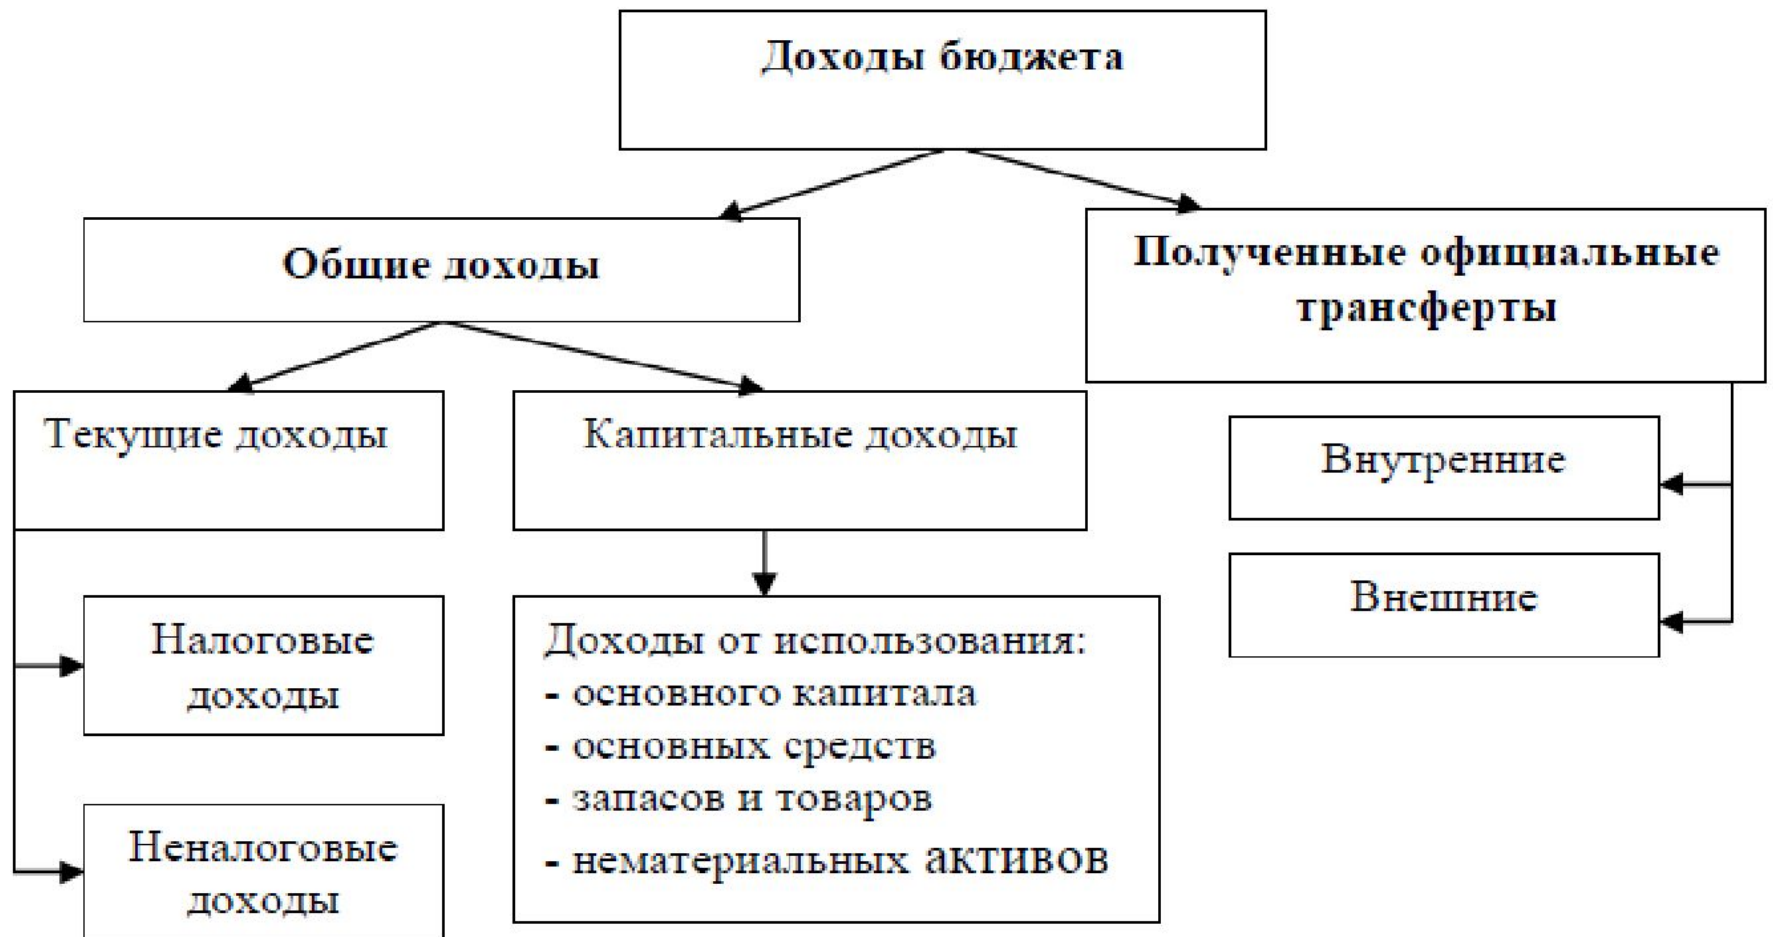 Доходы бюджета
Общие доходы
Полученные официальные
трансферты
Текущие доходы
Капитальные доходы
Внутренние
Внешние
Налоговые
доходы
Доходы от использования:
- основного капитала
- основных средств
- запасов и товаров
- нематериальных активов
Неналоговые
доходы